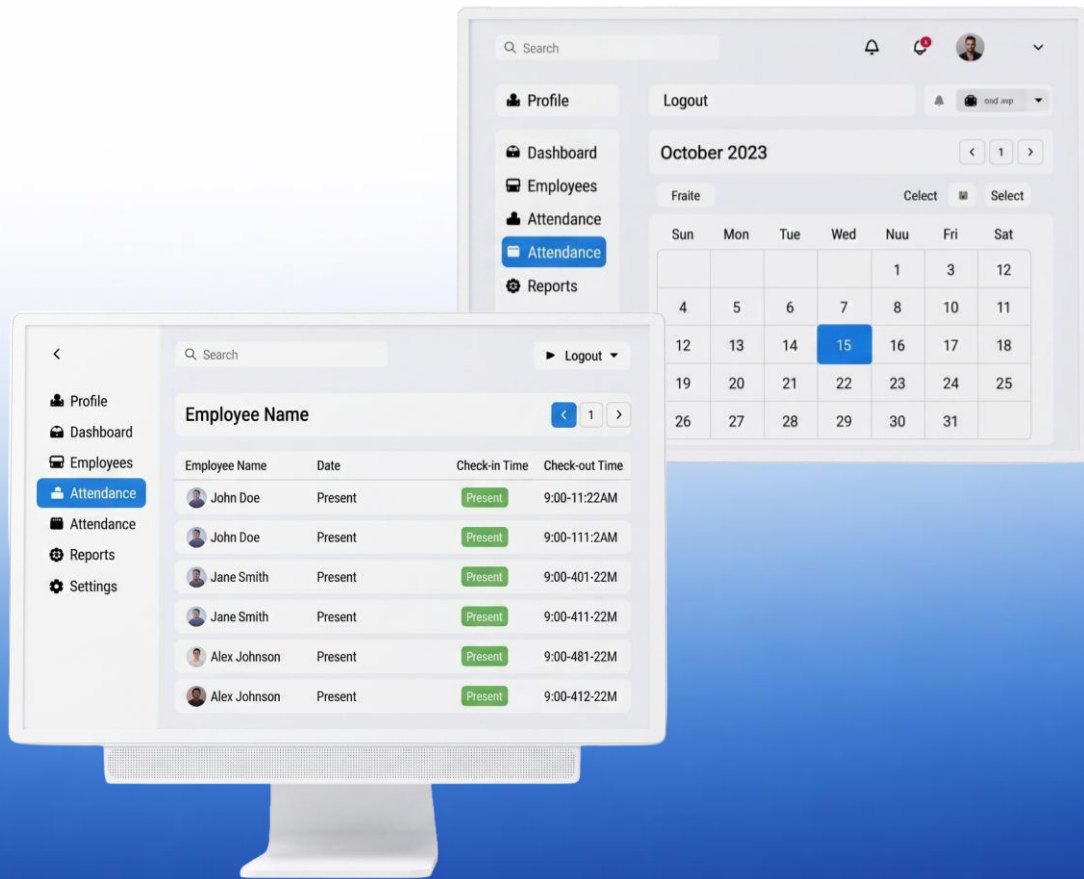 Search
Profile
Logout
ond avp
Dashboard
October 2023
1
Employees
Fraite
Celect
Select
Attendance
Sun Mon Tue Wed Nuu Fri Sat
Attendance
1 3 12
Reports
4 5 6 7 8 10 11
12 13 14 15 16 17 18
19 20 21 22 23 24 25
26 27 28 29 30 31
Search
Logout
Profile
Employee Name
1
Dashboard
Employees
Employee Name Date Check-in Time Check-out Time
Attendance
John Doe Present Present 9:00-11:22AM
Attendance
John Doe Present Present 9:00-111:2AM
Reports
Jane Smith Present Present 9:00-401-22M
Settings
Jane Smith Present Present 9:00-411-22M
Alex Johnson Present Present 9:00-481-22M
Alex Johnson Present Present 9:00-412-22M